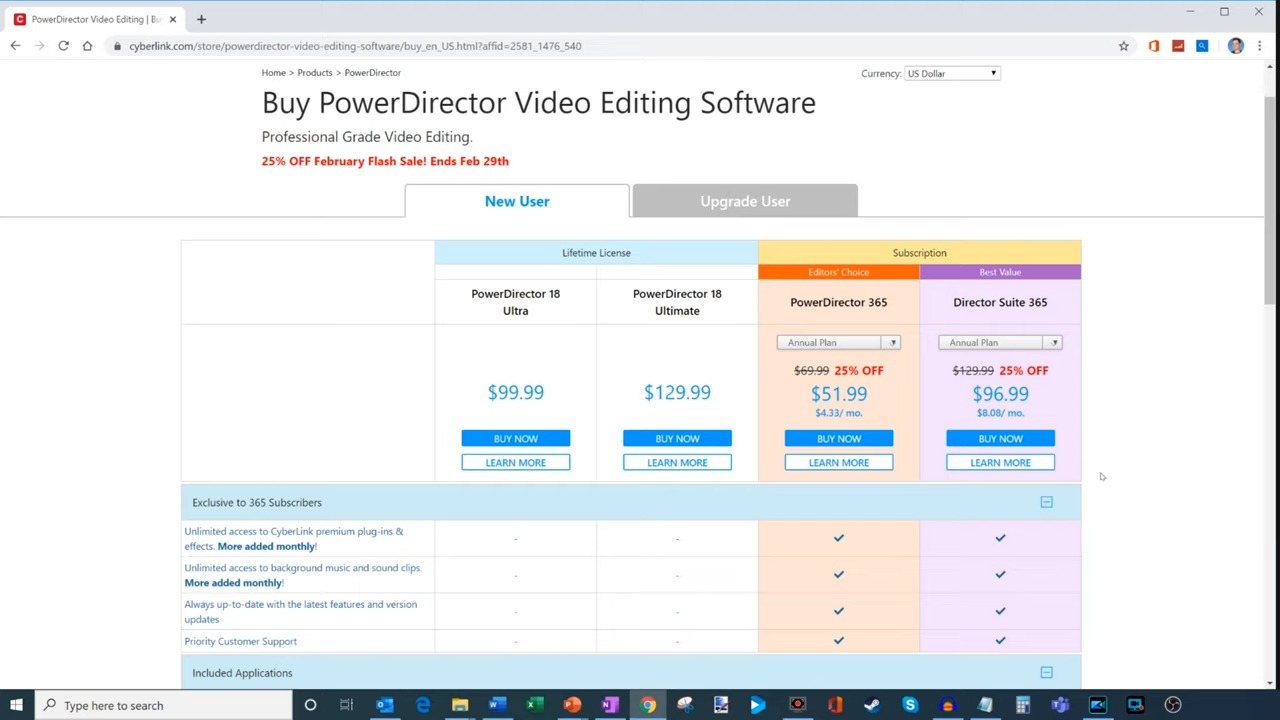 PowerDirector Video Editing | Bu
cyberlink.com/store/powerdirector-video-editing-software/buy_en_US.html?affid=2581_1476_540
Home > Products > PowerDirector
Currency: US Dollar
Buy PowerDirector Video Editing Software
Professional Grade Video Editing.
25% OFF February Flash Sale! Ends Feb 29th
New User
Upgrade User
Lifetime License
Subscription
Editors' Choice
Best Value
PowerDirector 18
Ultra
PowerDirector 18
Ultimate
PowerDirector 365
Director Suite 365
Annual Plan
Annual Plan
$69.99 25% OFF
$129.99 25% OFF
$99.99
$129.99
$51.99
$96.99
$4.33/ mo.
$8.08/ mo.
BUY NOW
BUY NOW
BUY NOW
BUY NOW
LEARN MORE
LEARN MORE
LEARN MORE
LEARN MORE
Exclusive to 365 Subscribers
Unlimited access to CyberLink premium plug-ins &
effects. More added monthly!
Unlimited access to background music and sound clips.
More added monthly!
Always up-to-date with the latest features and version
updates
Priority Customer Support
Included Applications
Type here to search